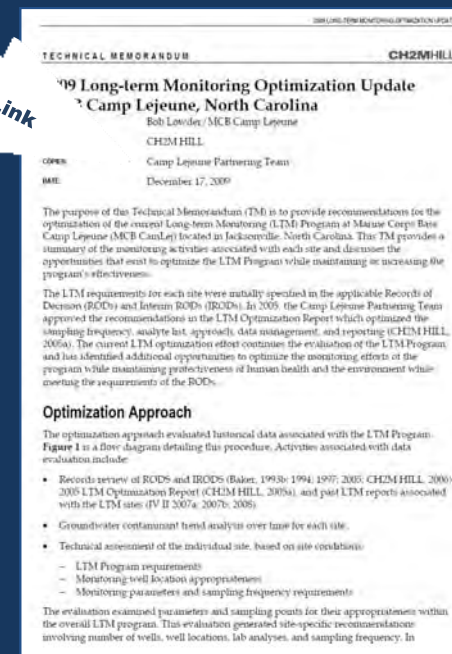 2009 LONG-TERM MONITORING OPTIMIZATION UPDATE
TECHNICAL MEMORANDUM
CH2MHILL
ink
'09 Long-term Monitoring Optimization Update
Camp Lejeune, North Carolina
Bob Lowder/MCB Camp Lejeune
CH2M HILL
COPIES:
Camp Lejeune Partnering Team
DATE:
December 17, 2009
The purpose of this Technical Memorandum (TM) is to provide recommendations for the
optimization of the current Long-term Monitoring (LTM) Program at Marine Corps Base
Camp Lejeune (MCB CamLej) located in Jacksonville, North Carolina. This TM provides a
summary of the monitoring activities associated with each site and discusses the
opportunities that exist to optimize the LTM Program while maintaining or increasing the
program's effectiveness.
The LTM requirements for each site were initially specified in the applicable Records of
Decision (RODs) and Interim RODs (IRODs). In 2005, the Camp Lejeune Partnering Team
approved the recommendations in the LTM Optimization Report which optimized the
sampling frequency, analyte list, approach, data management, and reporting (CH2M HILL,
2005a). The current LTM optimization effort continues the evaluation of the LTM Program
and has identified additional opportunities to optimize the monitoring efforts of the
program while maintaining protectiveness of human health and the environment while
meeting the requirements of the RODs.
Optimization Approach
The optimization approach evaluated historical data associated with the LTM Program.
Figure 1 is a flow diagram detailing this procedure. Activities associated with data
evaluation include:
• Records review of RODS and IRODS (Baker, 1993b; 1994; 1997; 2005; CH2M HILL, 2006)
2005 LTM Optimization Report (CH2M HILL, 2005a), and past LTM reports associated
with the LTM sites (IV II 2007a; 2007b; 2008).
• Groundwater contaminant trend analysis over time for each site.
• Technical assessment of the individual site, based on site conditions:
– LTM Program requirements
– Monitoring well location appropriateness
– Monitoring parameters and sampling frequency requirements
The evaluation examined parameters and sampling points for their appropriateness within
the overall LTM program. This evaluation generated site-specific recommendations
involving number of wells, well locations, lab analyses, and sampling frequency. In